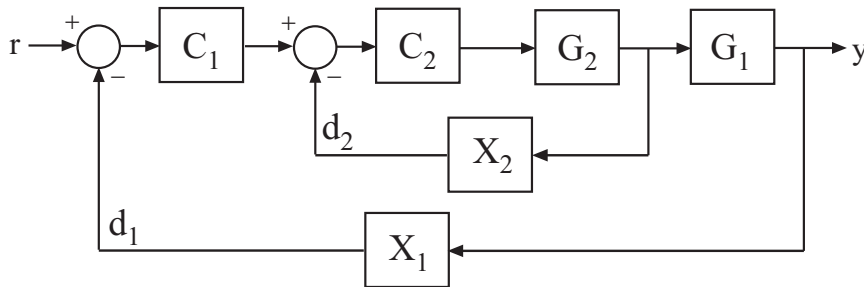 r + − C₁ + − C₂ G₂ G₁ y
d₂ X₂
d₁ X₁